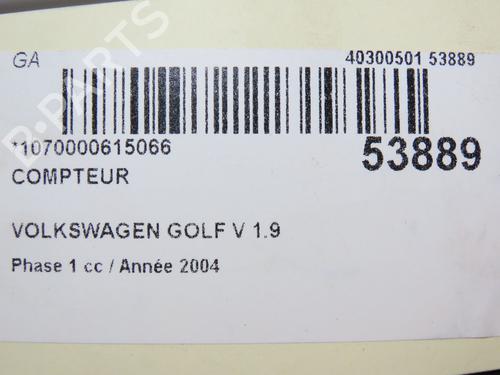 GA
40300501 53889
*1070000615066
53889
COMPTEUR
VOLKSWAGEN GOLF V 1.9
Phase 1 cc / Année 2004
B-PARTS